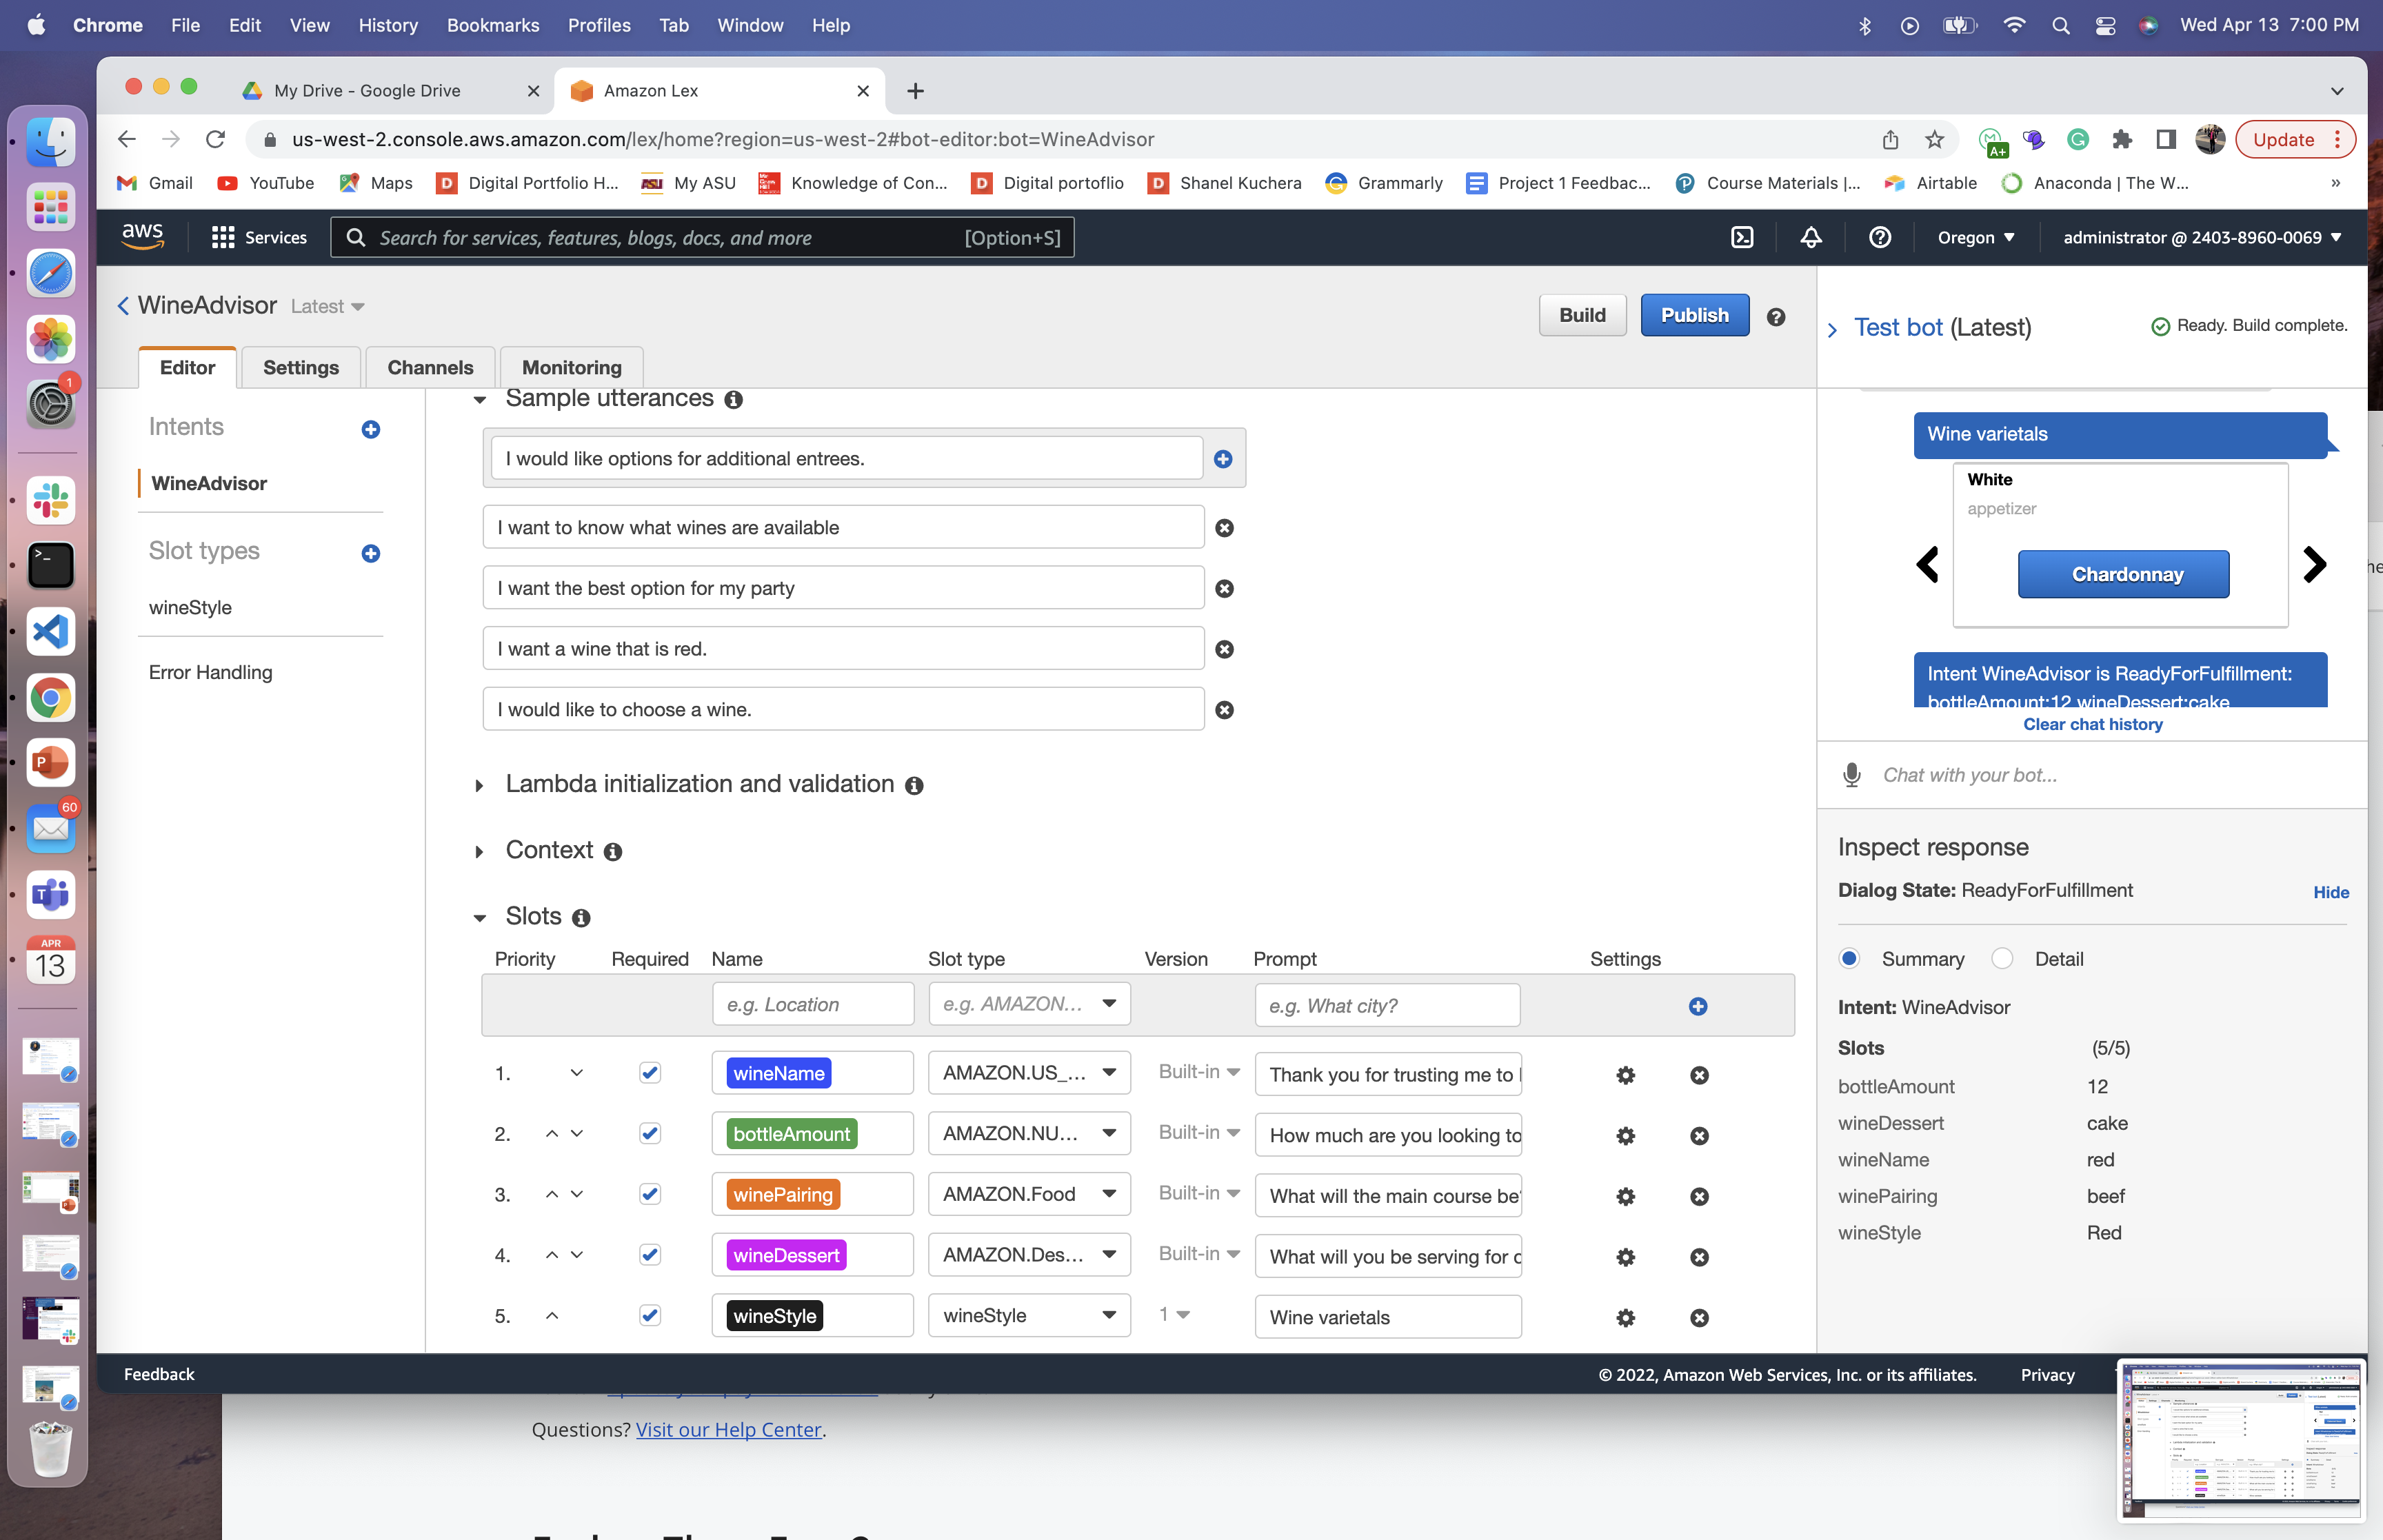 Chrome File Edit View History Bookmarks Profiles Tab Window Help
Wed Apr 13 7:00 PM
My Drive - Google Drive
Amazon Lex
us-west-2.console.aws.amazon.com/lex/home?region=us-west-2#bot-editor:bot=WineAdvisor
A+
Update
Gmail YouTube Maps Digital Portfolio H... My ASU Knowledge of Con... Digital portoflio Shanel Kuchera Grammarly Project 1 Feedbac... Course Materials |... Airtable Anaconda | The W... »
aws Services Search for services, features, blogs, docs, and more [Option+S]
Oregon administrator @ 2403-8960-0069
WineAdvisor Latest
Build Publish
Editor Settings Channels Monitoring
Intents
WineAdvisor
Slot types
wineStyle
Error Handling
Sample utterances
I would like options for additional entrees.
I want to know what wines are available
I want the best option for my party
I want a wine that is red.
I would like to choose a wine.
Lambda initialization and validation
Context
Slots
Priority Required Name Slot type Version Prompt Settings
e.g. Location e.g. AMAZON... e.g. What city?
1. wineName AMAZON.US_... Built-in Thank you for trusting me to
2. bottleAmount AMAZON.NU... Built-in How much are you looking to
3. winePairing AMAZON.Food Built-in What will the main course be
4. wineDessert AMAZON.Des... Built-in What will you be serving for
5. wineStyle wineStyle 1 Wine varietals
Test bot (Latest)
Ready. Build complete.
Wine varietals
White
appetizer
Chardonnay
Intent WineAdvisor is ReadyForFulfillment:
bottleAmount:12 wineDessert:cake
Clear chat history
Chat with your bot...
Inspect response
Dialog State: ReadyForFulfillment
Hide
Summary Detail
Intent: WineAdvisor
Slots (5/5)
bottleAmount 12
wineDessert cake
wineName red
winePairing beef
wineStyle Red
Feedback
© 2022, Amazon Web Services, Inc. or its affiliates. Privacy
Questions? Visit our Help Center.
1
60
APR
13